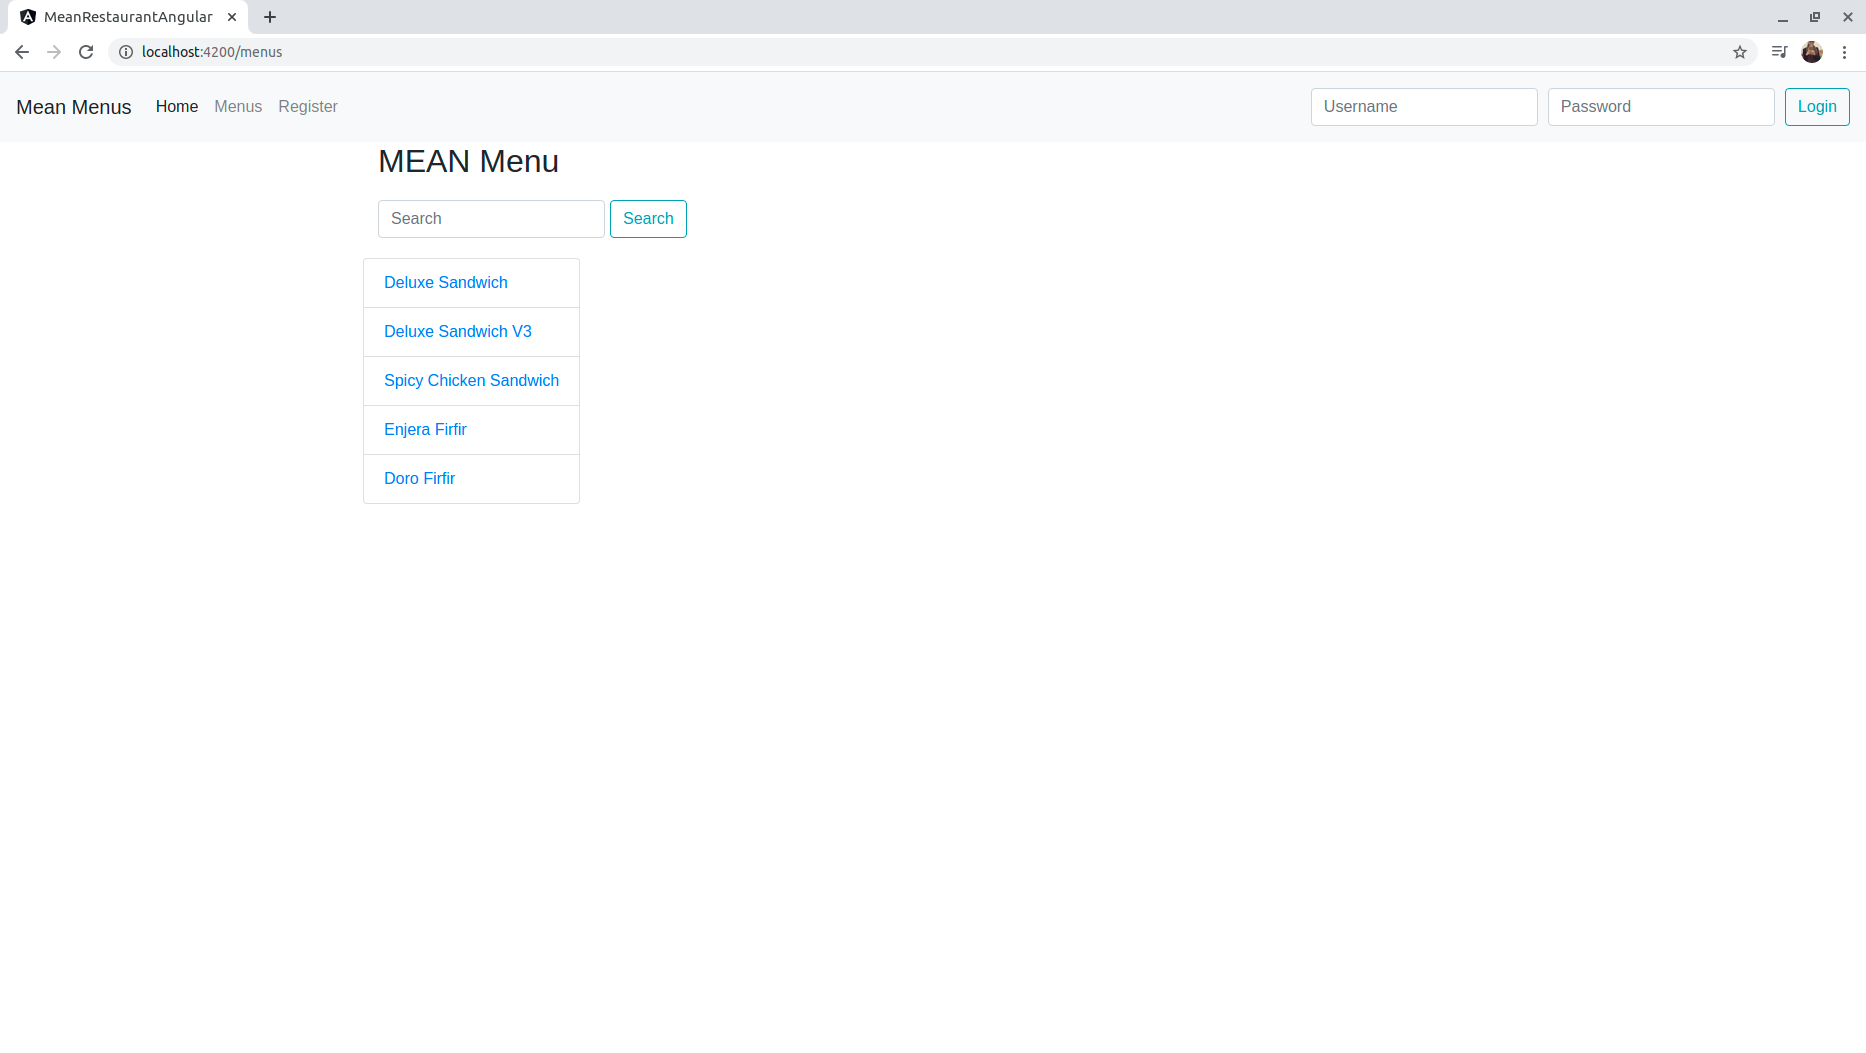 MeanRestaurantAngular
localhost:4200/menus
Mean Menus Home Menus Register Username Password Login
MEAN Menu
Search Search
Deluxe Sandwich
Deluxe Sandwich V3
Spicy Chicken Sandwich
Enjera Firfir
Doro Firfir